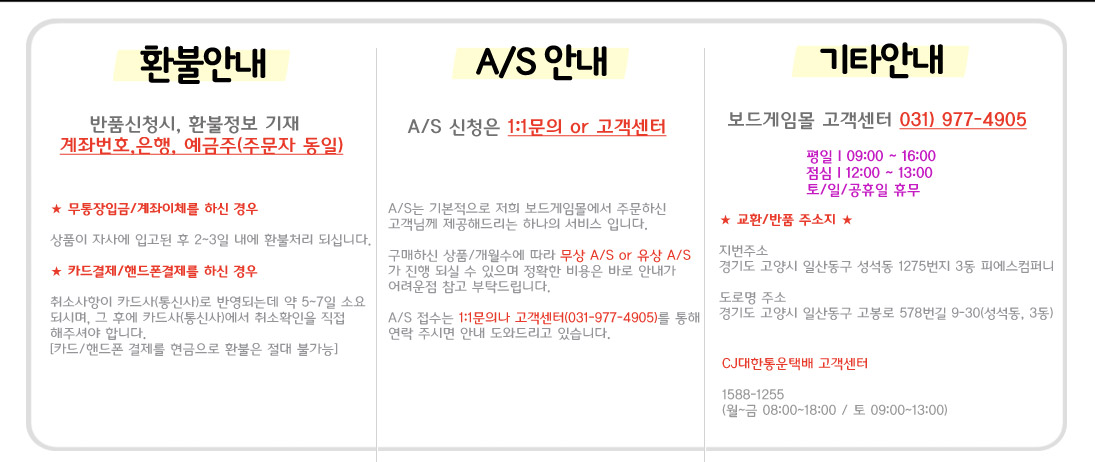 환불안내
반품신청시, 환불정보 기재
계좌번호,은행, 예금주(주문자 동일)
★ 무통장입금/계좌이체를 하신 경우
상품이 자사에 입고된 후 2~3일 내에 환불처리 되십니다.
★ 카드결제/핸드폰결제를 하신 경우
취소사항이 카드사(통신사)로 반영되는데 약 5~7일 소요
되시며, 그 후에 카드사(통신사)에서 취소확인을 직접
해주셔야 합니다.
[카드/핸드폰 결제를 현금으로 환불은 절대 불가능]
A/S 안내
A/S 신청은 1:1문의 or 고객센터
A/S는 기본적으로 저희 보드게임몰에서 주문하신
고객님께 제공해드리는 하나의 서비스 입니다.
구매하신 상품/개월수에 따라 무상 A/S or 유상 A/S
가 진행 되실 수 있으며 정확한 비용은 바로 안내가
어려운점 참고 부탁드립니다.
A/S 접수는 1:1문의나 고객센터(031-977-4905)를 통해
연락 주시면 안내 도와드리고 있습니다.
기타안내
보드게임몰 고객센터 031) 977-4905
평일 | 09:00 ~ 16:00
점심 | 12:00 ~ 13:00
토/일/공휴일 휴무
★ 교환/반품 주소지 ★
지번주소
경기도 고양시 일산동구 성석동 1275번지 3동 피에스컴퍼니
도로명 주소
경기도 고양시 일산동구 고봉로 578번길 9-30(성석동, 3동)
CJ대한통운택배 고객센터
1588-1255
(월~금 08:00~18:00 / 토 09:00~13:00)